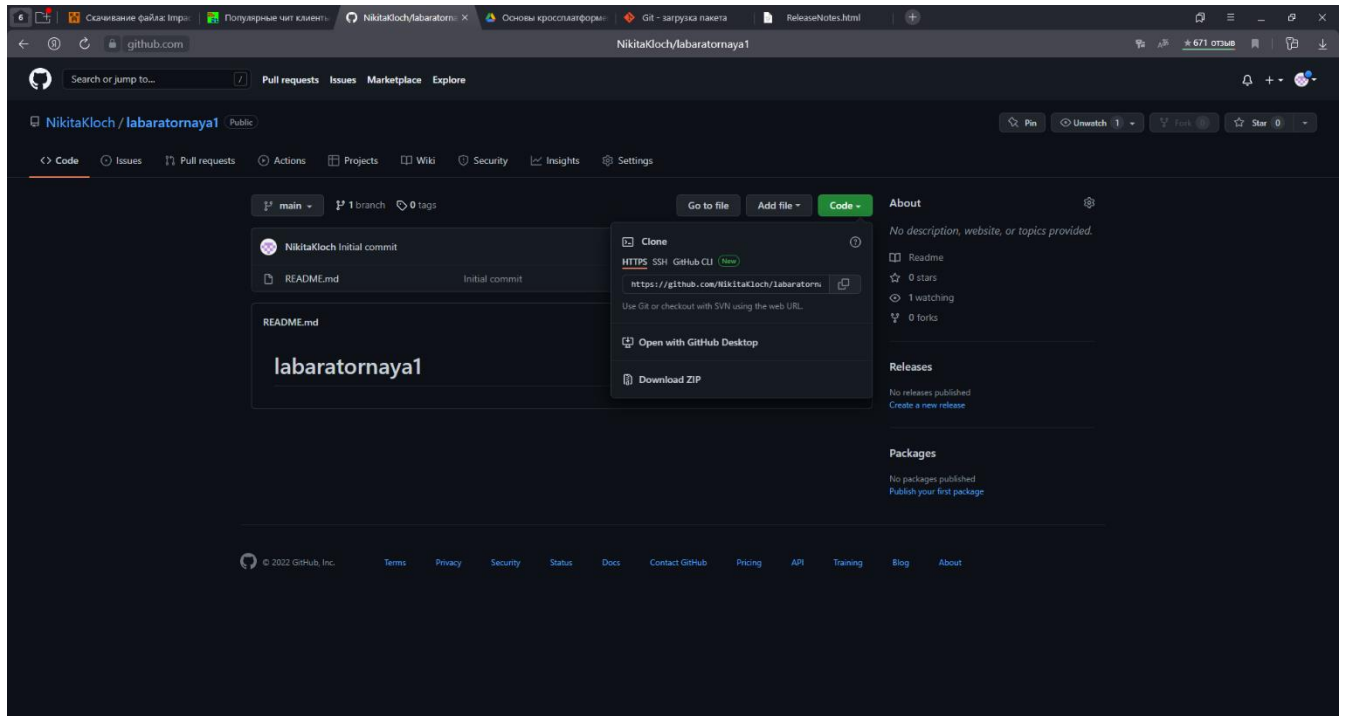 6 Скачивание файла: Impac Популярные чит клиенты NikitaKloch/labaratorna Основы кроссплатформе Git - загрузка пакета ReleaseNotes.html
github.com NikitaKloch/labaratornaya1 ★ 671 отзыв
Search or jump to... / Pull requests Issues Marketplace Explore
NikitaKloch / labaratornaya1 Public Pin Unwatch 1 Fork 0 Star 0
Code Issues Pull requests Actions Projects Wiki Security Insights Settings
main 1 branch 0 tags Go to file Add file Code
NikitaKloch Initial commit
README.md Initial commit
README.md
labaratornaya1
Clone
HTTPS SSH GitHub CLI New
https://github.com/NikitaKloch/labaratorna
Use Git or checkout with SVN using the web URL.
Open with GitHub Desktop
Download ZIP
About
No description, website, or topics provided.
Readme
0 stars
1 watching
0 forks
Releases
No releases published
Create a new release
Packages
No packages published
Publish your first package
© 2022 GitHub, Inc. Terms Privacy Security Status Docs Contact GitHub Pricing API Training Blog About